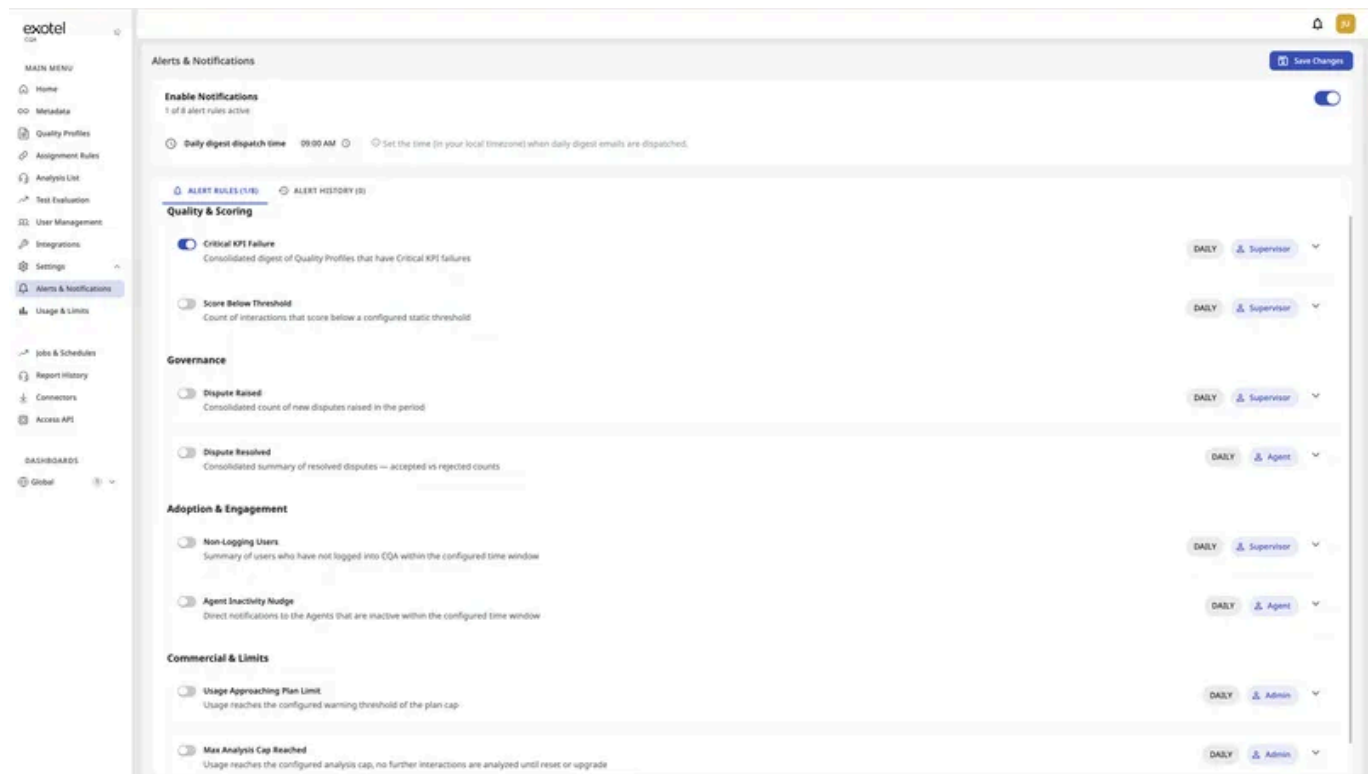 exotel
CQA
MAIN MENU
Home
Metadata
Quality Profiles
Assignment Rules
Analysis List
Test Evaluation
User Management
Integrations
Settings
Alerts & Notifications
Usage & Limits
Jobs & Schedules
Report History
Connectors
Access API
DASHBOARDS
Global
Alerts & Notifications
Save Changes
Enable Notifications
1 of 8 alert rules active
Daily digest dispatch time 09:00 AM Set the time (in your local timezone) when daily digest emails are dispatched.
ALERT RULES (1/8) ALERT HISTORY (0)
Quality & Scoring
Critical KPI Failure DAILY Supervisor
Consolidated digest of Quality Profiles that have Critical KPI failures
Score Below Threshold DAILY Supervisor
Count of interactions that score below a configured static threshold
Governance
Dispute Raised DAILY Supervisor
Consolidated count of new disputes raised in the period
Dispute Resolved DAILY Agent
Consolidated summary of resolved disputes — accepted vs rejected counts
Adoption & Engagement
Non-Logging Users DAILY Supervisor
Summary of users who have not logged into CQA within the configured time window
Agent Inactivity Nudge DAILY Agent
Direct notifications to the Agents that are inactive within the configured time window
Commercial & Limits
Usage Approaching Plan Limit DAILY Admin
Usage reaches the configured warning threshold of the plan cap
Max Analysis Cap Reached DAILY Admin
Usage reaches the configured analysis cap, no further interactions are analyzed until reset or upgrade